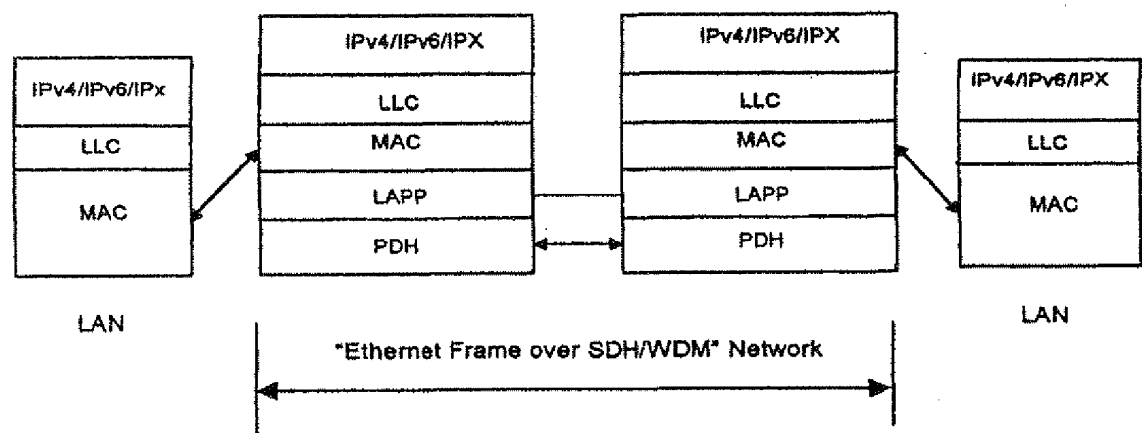 IPv4/IPv6/IPx
LLC
MAC
LAN
IPv4/IPv6/IPX
LLC
MAC
LAPP
PDH
IPv4/IPv6/IPX
LLC
MAC
LAPP
PDH
IPv4/IPv6/IPX
LLC
MAC
LAN
"Ethernet Frame over SDH/WDM" Network